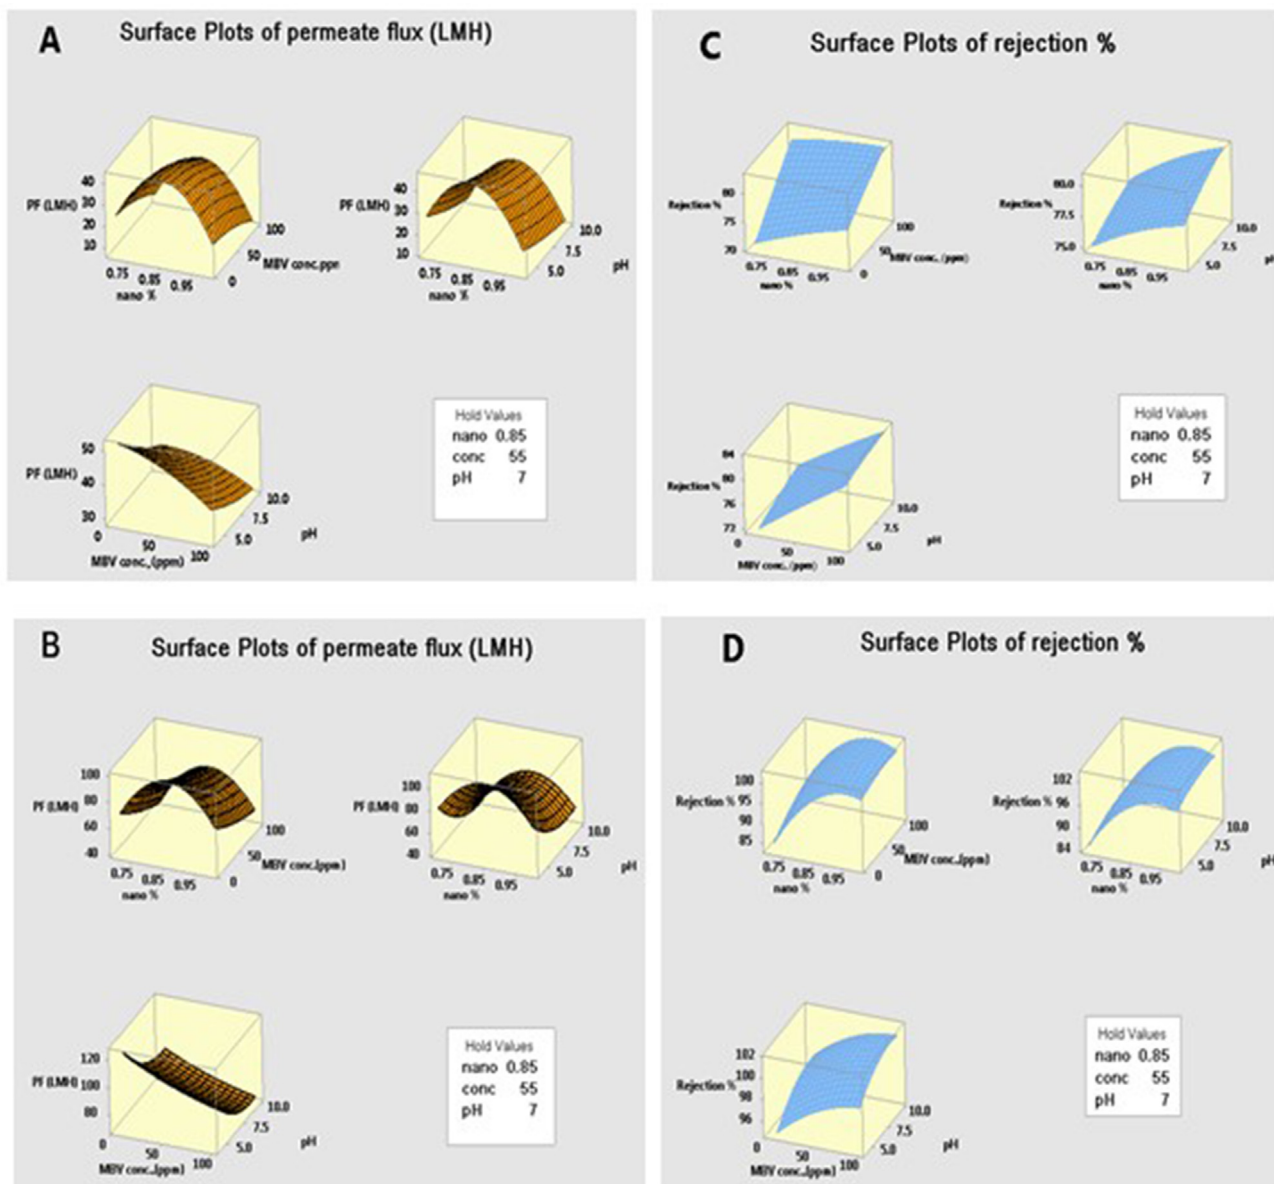 A
Surface Plots of permeate flux (LMH)
40
30
20
10
PF (LMH)
0.75 0.85 0.95
nano %
0
50
100
MBV conc.ppm
40
30
20
10
PF (LMH)
0.75 0.85 0.95
nano %
5.0
7.5
10.0
pH
50
40
30
PF (LMH)
0
50
100
MBV conc.,(ppm)
5.0
7.5
10.0
pH
Hold Values
nano 0.85
conc 55
pH 7
C
Surface Plots of rejection %
80
75
70
Rejection %
0.75 0.85 0.95
nano %
0
50
100
MBV conc. (ppm)
80.0
77.5
75.0
Rejection %
0.75 0.85 0.95
nano %
5.0
7.5
10.0
84
80
76
72
Rejection %
0
50
100
MBV conc. (ppm)
5.0
7.5
10.0
pH
Hold Values
nano 0.85
conc 55
pH 7
B
Surface Plots of permeate flux (LMH)
100
80
60
40
PF (LMH)
0.75 0.85 0.95
nano %
0
50
100
MBV conc.(ppm)
100
80
60
40
PF (LMH)
0.75 0.85 0.95
nano %
5.0
7.5
10.0
pH
120
100
80
PF (LMH)
0
50
100
MBV conc.(ppm)
5.0
7.5
10.0
pH
Hold Values
nano 0.85
conc 55
pH 7
D
Surface Plots of rejection %
100
95
90
85
Rejection %
0.75 0.85 0.95
nano %
0
50
100
MBV conc.(ppm)
102
96
90
84
Rejection %
0.75 0.85 0.95
nano %
5.0
7.5
10.0
pH
102
100
98
96
Rejection %
0
50
100
MBV conc.(ppm)
5.0
7.5
10.0
pH
Hold Values
nano 0.85
conc 55
pH 7